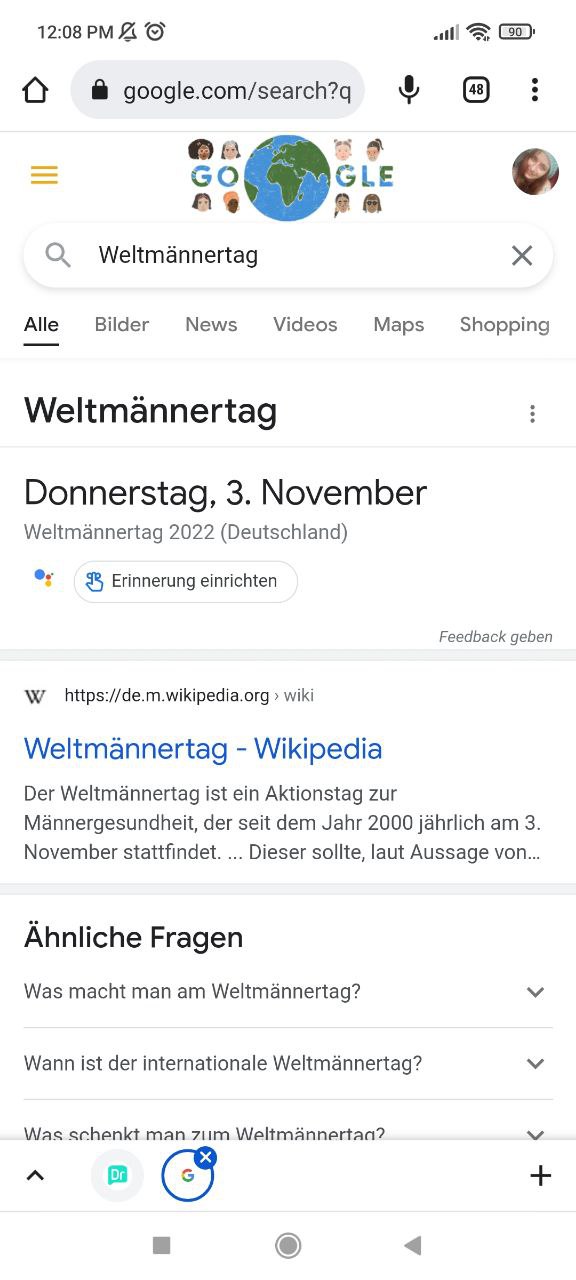 12:08 PM
90
google.com/search?q
48
GO GLE
Weltmännertag
Alle Bilder News Videos Maps Shopping
Weltmännertag
Donnerstag, 3. November
Weltmännertag 2022 (Deutschland)
Erinnerung einrichten
Feedback geben
W https://de.m.wikipedia.org › wiki
Weltmännertag - Wikipedia
Der Weltmännertag ist ein Aktionstag zur
Männergesundheit, der seit dem Jahr 2000 jährlich am 3.
November stattfindet. ... Dieser sollte, laut Aussage von...
Ähnliche Fragen
Was macht man am Weltmännertag?
Wann ist der internationale Weltmännertag?
Was schenkt man zum Weltmännertag?
Dr G